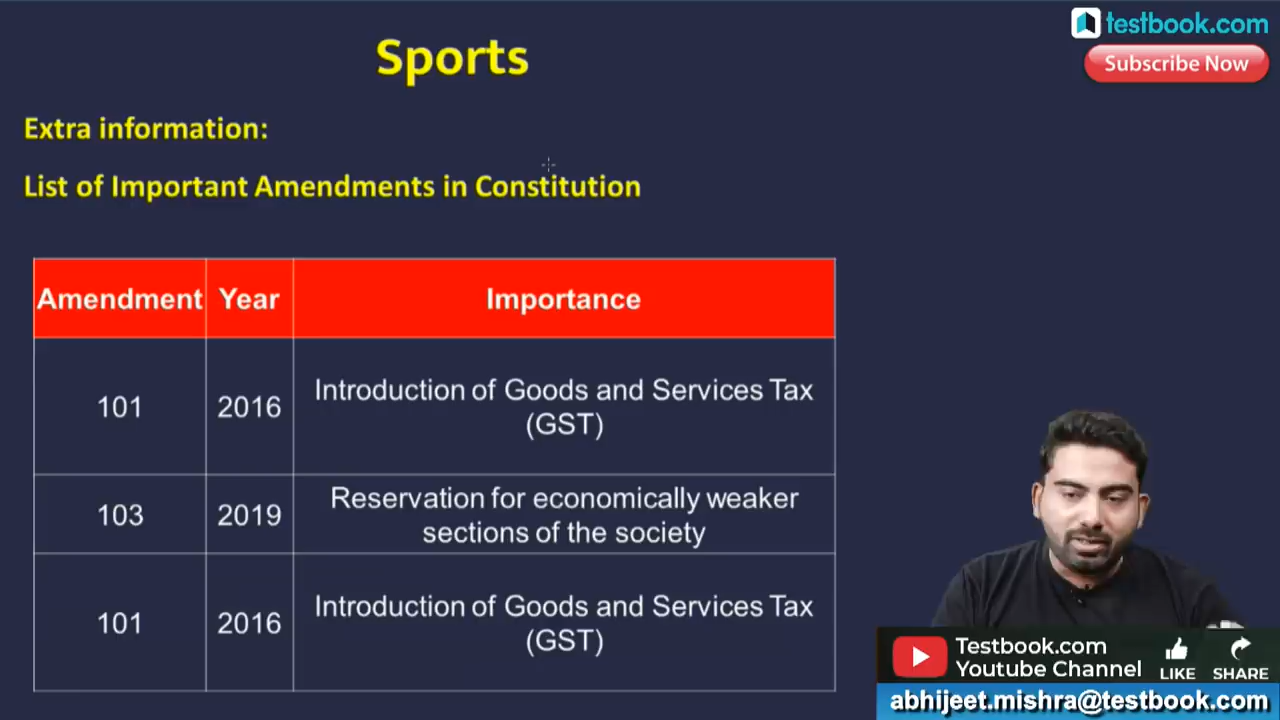 Sports
testbook.com
Subscribe Now
Extra information:
List of Important Amendments in Constitution
Amendment Year Importance
101 2016 Introduction of Goods and Services Tax
(GST)
103 2019 Reservation for economically weaker
sections of the society
101 2016 Introduction of Goods and Services Tax
(GST)
Testbook.com
Youtube Channel
LIKE SHARE
abhijeet.mishra@testbook.com